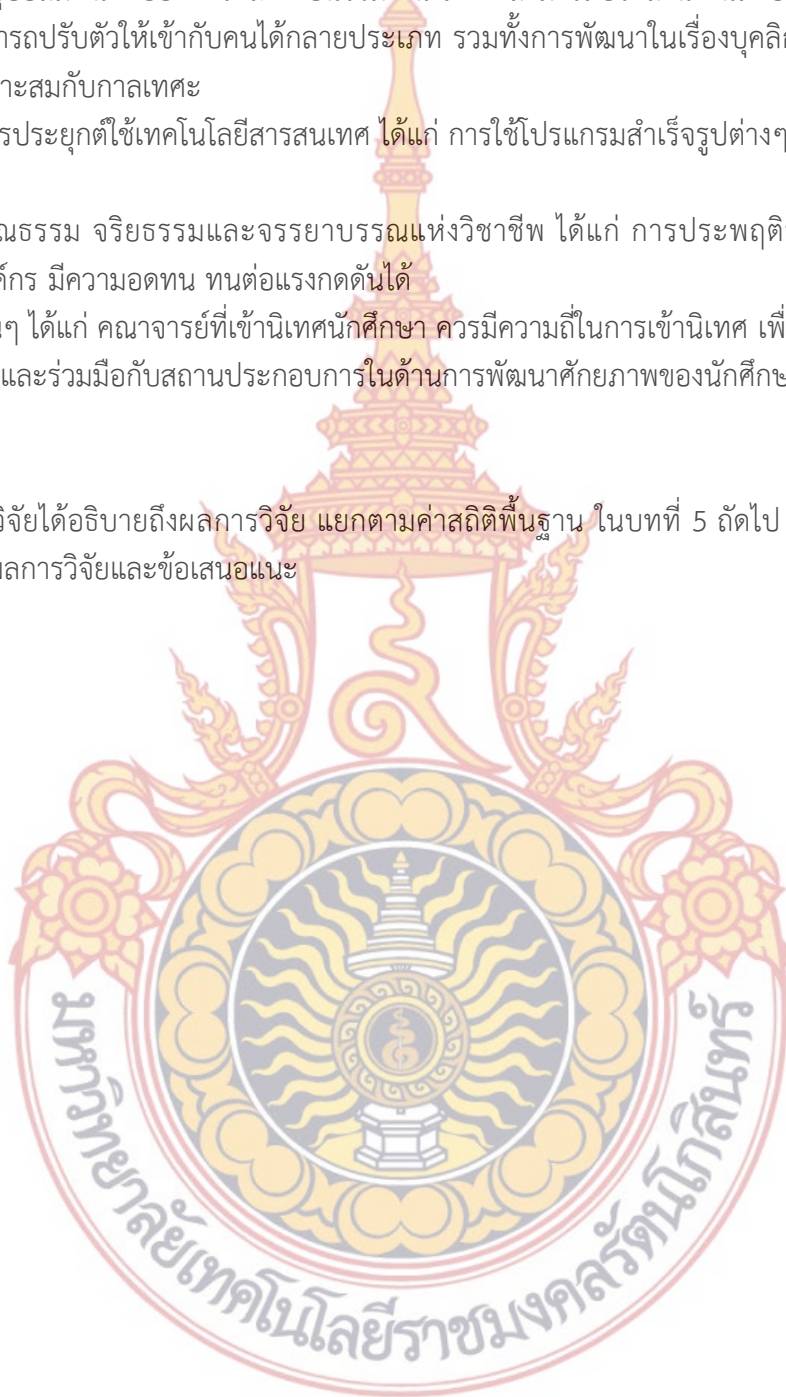 ารถปรับตัวให้เข้ากับคนได้กลายประเภท รวมทั้งการพัฒนาในเรื่องบุคลิก
าะสมกับกาลเทศะ
รประยุกต์ใช้เทคโนโลยีสารสนเทศ ได้แก่ การใช้โปรแกรมสำเร็จรูปต่างๆ
ณธรรม จริยธรรมและจรรยาบรรณแห่งวิชาชีพ ได้แก่ การประพฤติ
ค์กร มีความอดทน ทนต่อแรงกดดันได้
นๆ ได้แก่ คณาจารย์ที่เข้านิเทศนักศึกษา ควรมีความถี่ในการเข้านิเทศ เพื่
และร่วมมือกับสถานประกอบการในด้านการพัฒนาศักยภาพของนักศึกษ
วิจัยได้อธิบายถึงผลการวิจัย แยกตามค่าสถิติพื้นฐาน ในบทที่ 5 ถัดไป
ผลการวิจัยและข้อเสนอแนะ
มหาวิทยาลัยเทคโนโลยีราชมงคลรัตนโกสินทร์